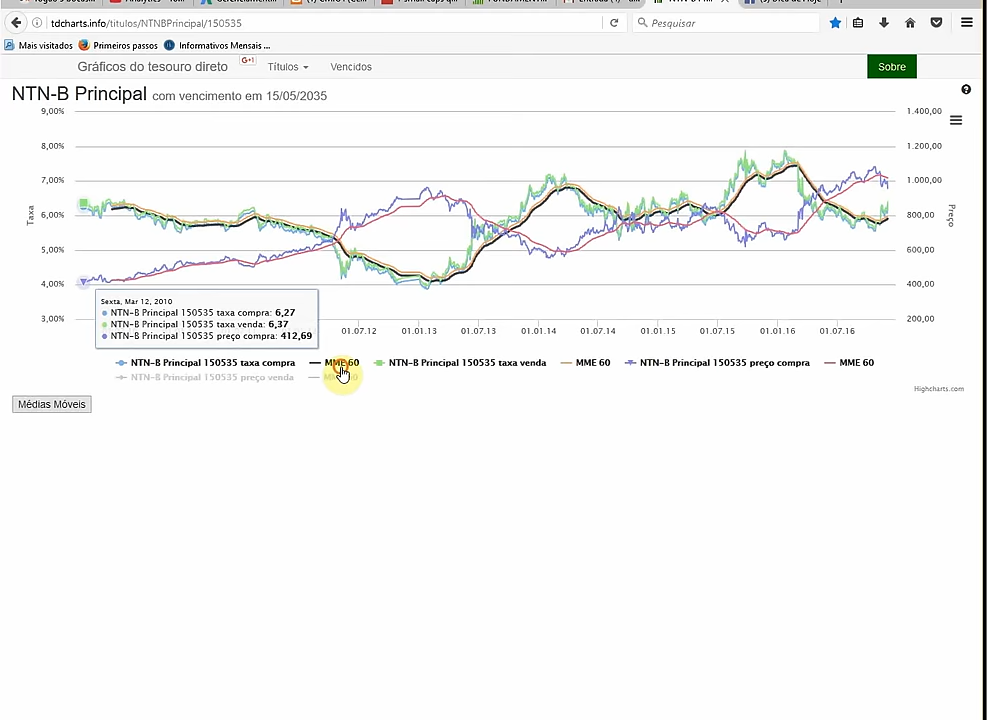 tdcharts.info/titulos/NTNBPrincipal/150535
Pesquisar
Mais visitados
Primeiros passos
Informativos Mensais ...
Gráficos do tesouro direto
G+1
Títulos
Vencidos
Sobre
NTN-B Principal com vencimento em 15/05/2035
9,00%
8,00%
7,00%
6,00%
5,00%
4,00%
3,00%
Taxa
1.400,00
1.200,00
1.000,00
800,00
600,00
400,00
200,00
Preço
Sexta, Mar 12, 2010
NTN-B Principal 150535 taxa compra: 6,27
NTN-B Principal 150535 taxa venda: 6,37
NTN-B Principal 150535 preço compra: 412,69
01.07.12 01.01.13 01.07.13 01.01.14 01.07.14 01.01.15 01.07.15 01.01.16 01.07.16
NTN-B Principal 150535 taxa compra MME 60 NTN-B Principal 150535 taxa venda MME 60 NTN-B Principal 150535 preço compra MME 60
NTN-B Principal 150535 preço venda MME 60
Highcharts.com
Médias Móveis